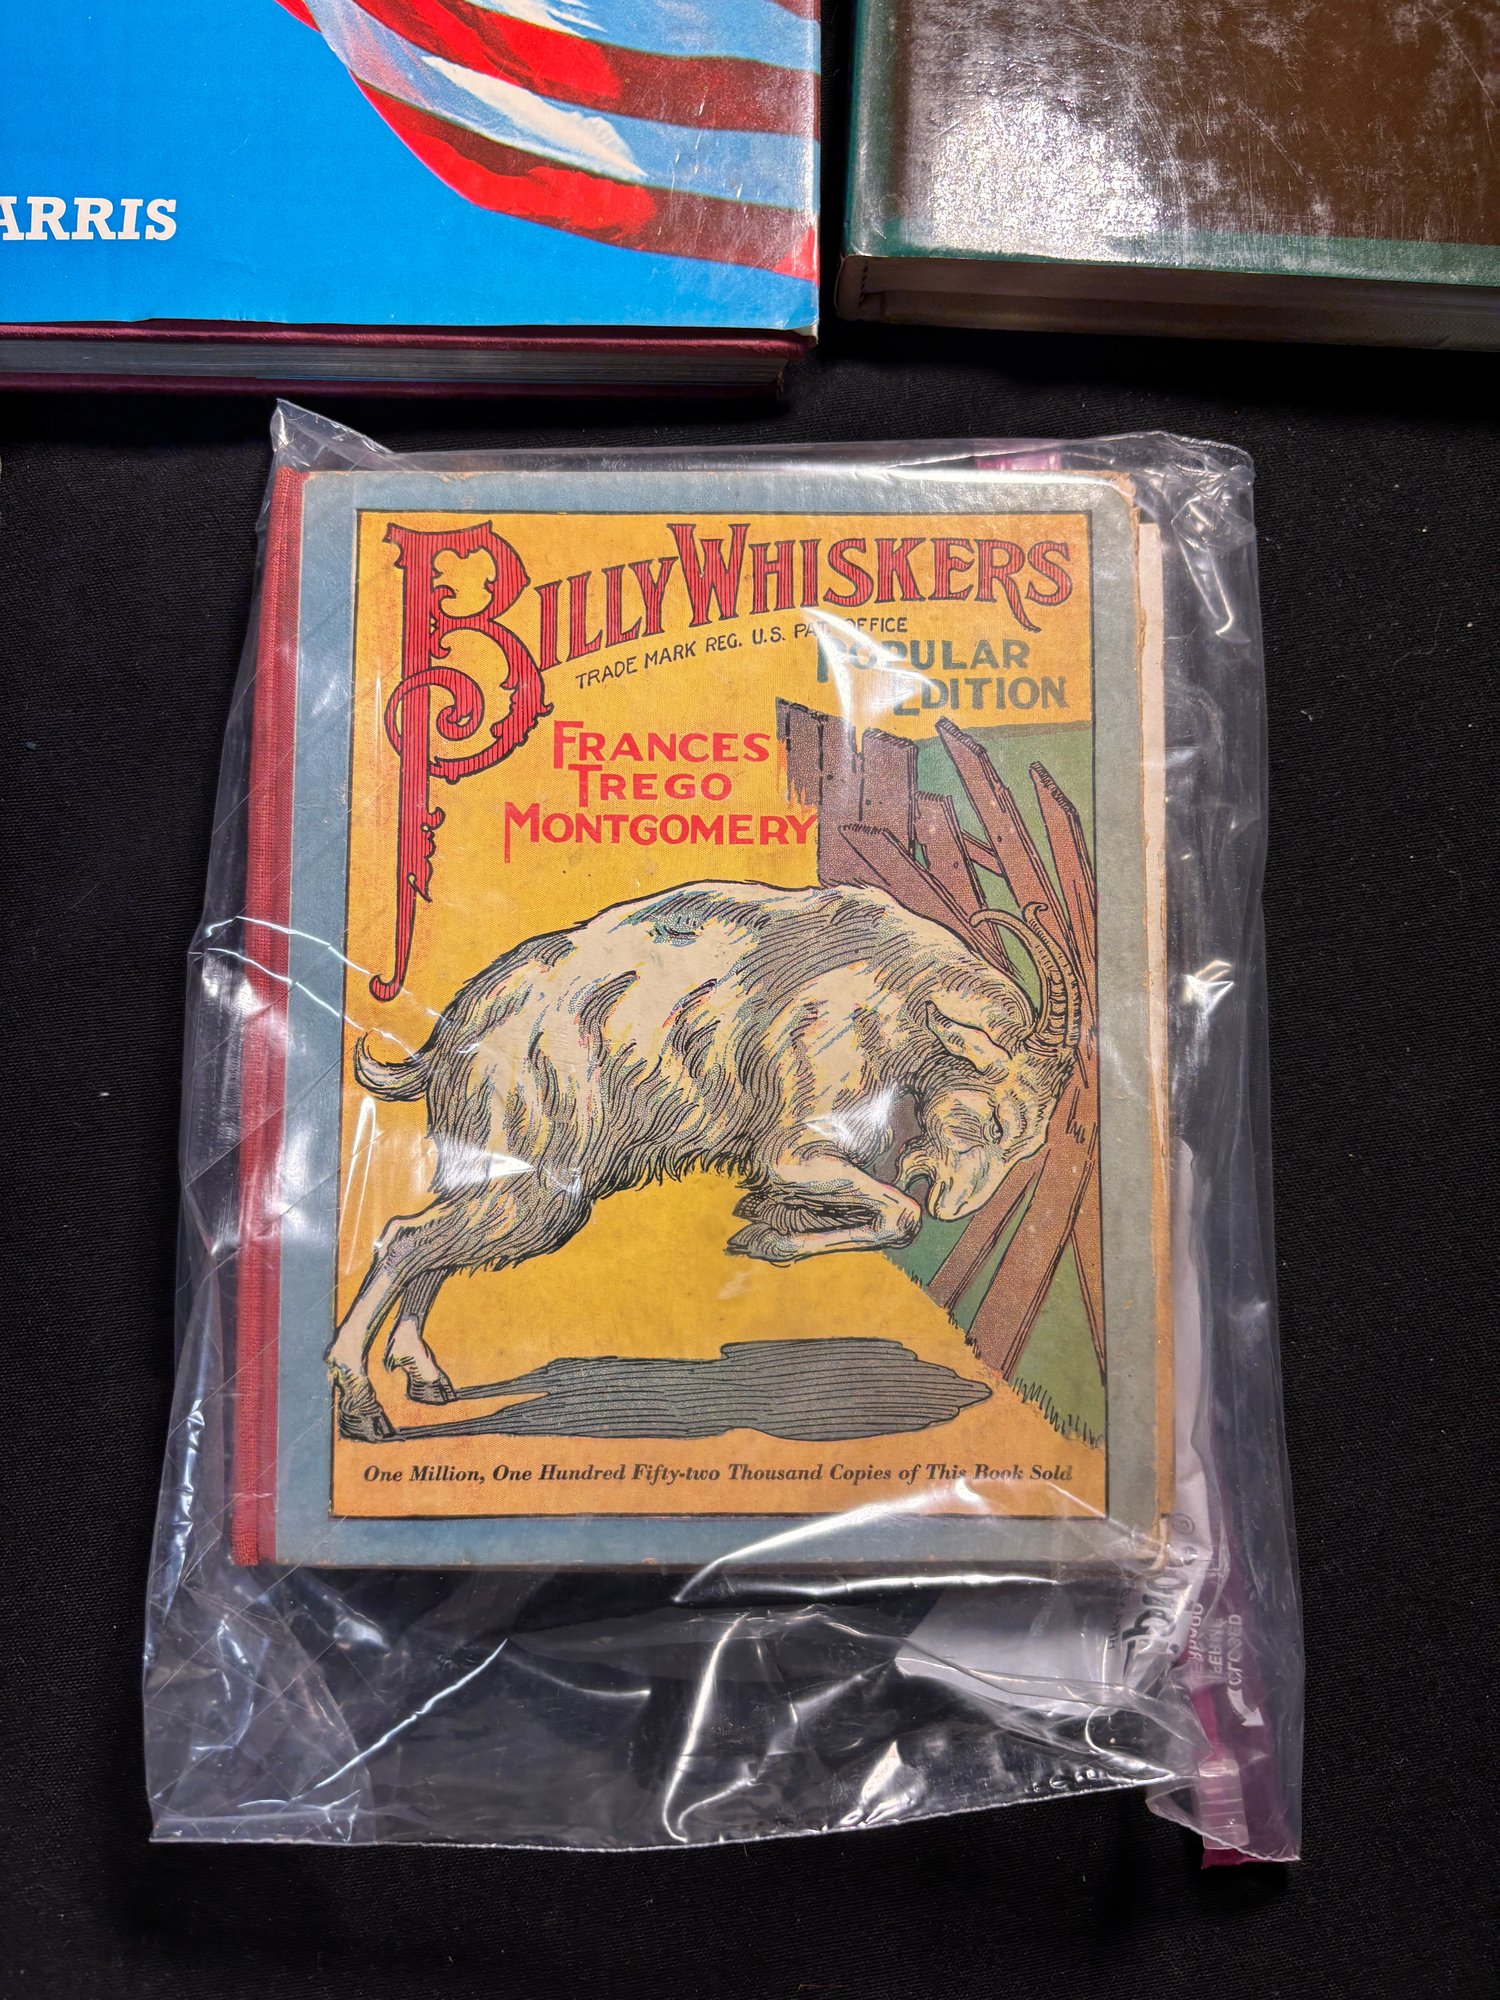 ARRIS
BILLY WHISKERS
TRADE MARK REG. U.S. PAT. OFFICE
POPULAR
EDITION
FRANCES
TREGO
MONTGOMERY
One Million, One Hundred Fifty-two Thousand Copies of This Book Sold
CLOSED